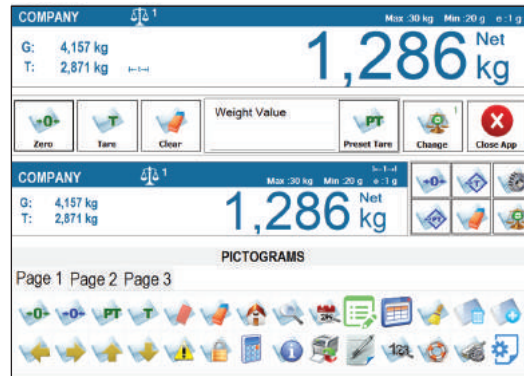 COMPANY 1 Max :30 kg Min :20 g e :1 g
G: 4,157 kg
T: 2,871 kg
1,286 Net kg
→0← T Weight Value PT 1
Zero Tare Clear Preset Tare Change Close App
COMPANY 1 Max :30 kg Min :20 g e :1 g
G: 4,157 kg
T: 2,871 kg
1,286 Net kg
→0← T
PT
PICTOGRAMS
Page 1 Page 2 Page 3
→0← →0← PT T
123